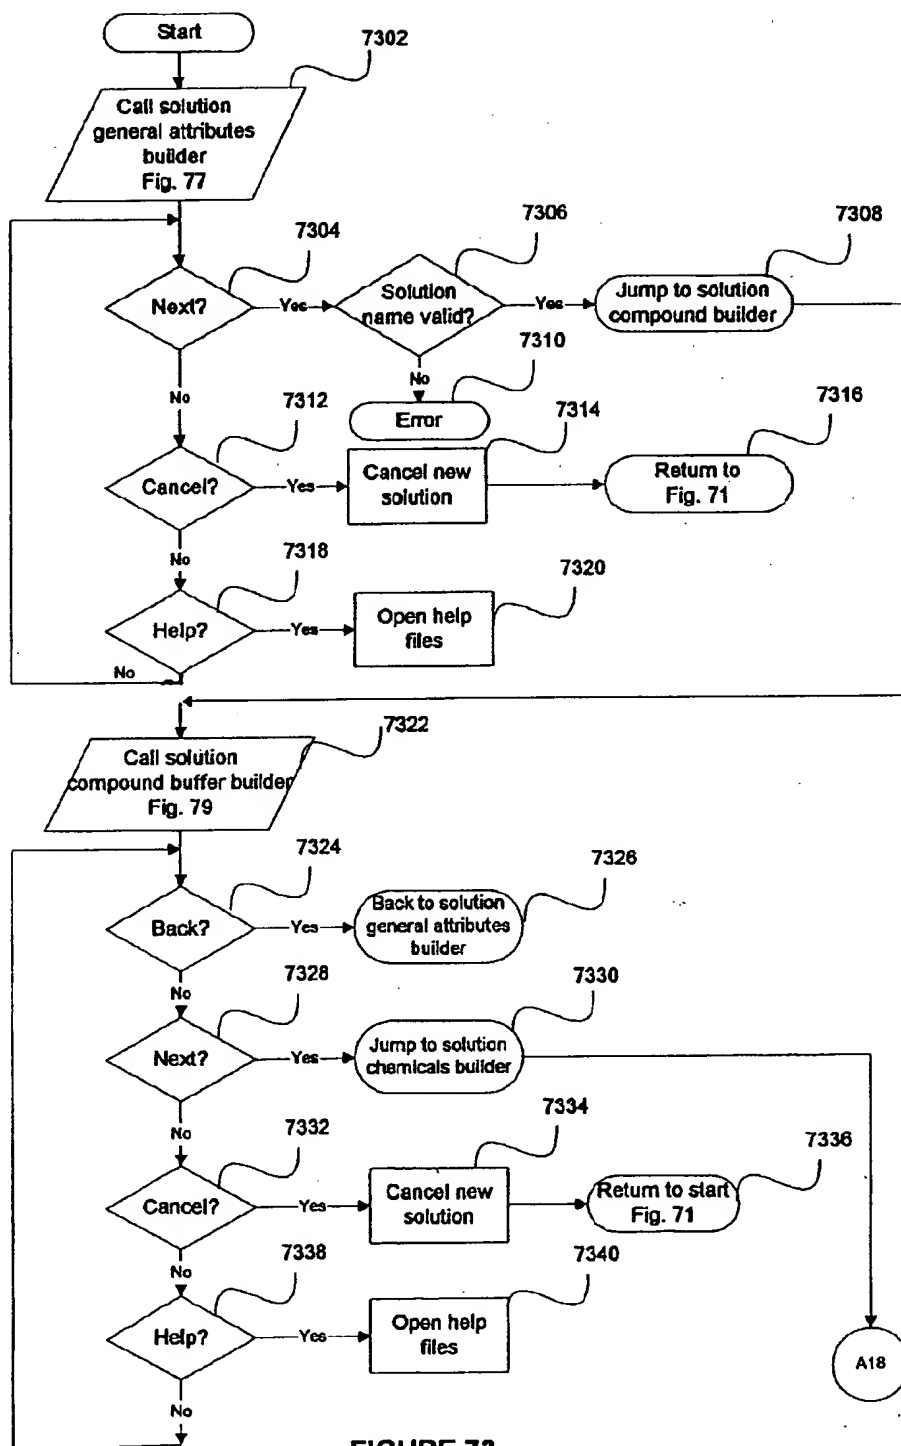 Start
7302
Call solution
general attributes
builder
Fig. 77
7304
Next?
Yes
7306
Solution
name valid?
Yes
7308
Jump to solution
compound builder
No
7310
Error
No
7312
Cancel?
Yes
7314
Cancel new
solution
7316
Return to
Fig. 71
No
7318
Help?
Yes
7320
Open help
files
No
7322
Call solution
compound buffer builder
Fig. 79
7324
Back?
Yes
7326
Back to solution
general attributes
builder
No
7328
Next?
Yes
7330
Jump to solution
chemicals builder
No
7332
Cancel?
Yes
7334
Cancel new
solution
7336
Return to start
Fig. 71
No
7338
Help?
Yes
7340
Open help
files
A18
No
FIGURE